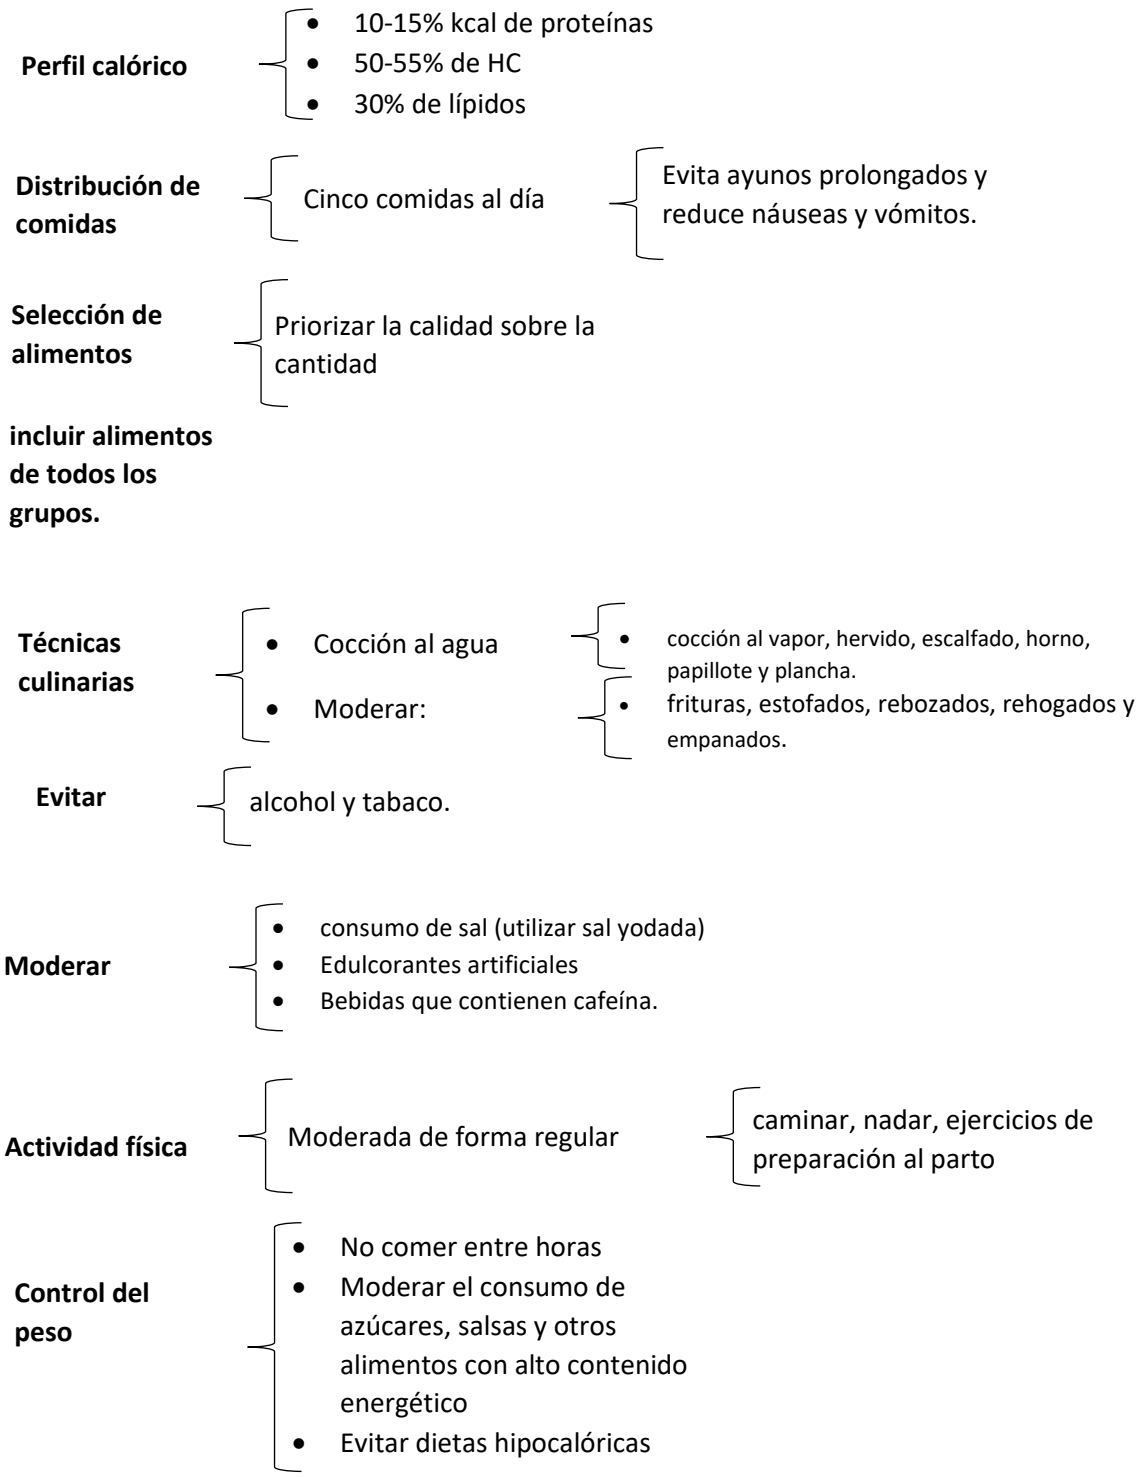 Perfil calórico
• 10-15% kcal de proteínas
• 50-55% de HC
• 30% de lípidos
Distribución de
comidas
Cinco comidas al día
Evita ayunos prolongados y
reduce náuseas y vómitos.
Selección de
alimentos
Priorizar la calidad sobre la
cantidad
incluir alimentos
de todos los
grupos.
Técnicas
culinarias
• Cocción al agua
• cocción al vapor, hervido, escalfado, horno,
papillote y plancha.
• Moderar:
• frituras, estofados, rebozados, rehogados y
empanados.
Evitar
alcohol y tabaco.
Moderar
• consumo de sal (utilizar sal yodada)
• Edulcorantes artificiales
• Bebidas que contienen cafeína.
Actividad física
Moderada de forma regular
caminar, nadar, ejercicios de
preparación al parto
Control del
peso
• No comer entre horas
• Moderar el consumo de
azúcares, salsas y otros
alimentos con alto contenido
energético
• Evitar dietas hipocalóricas